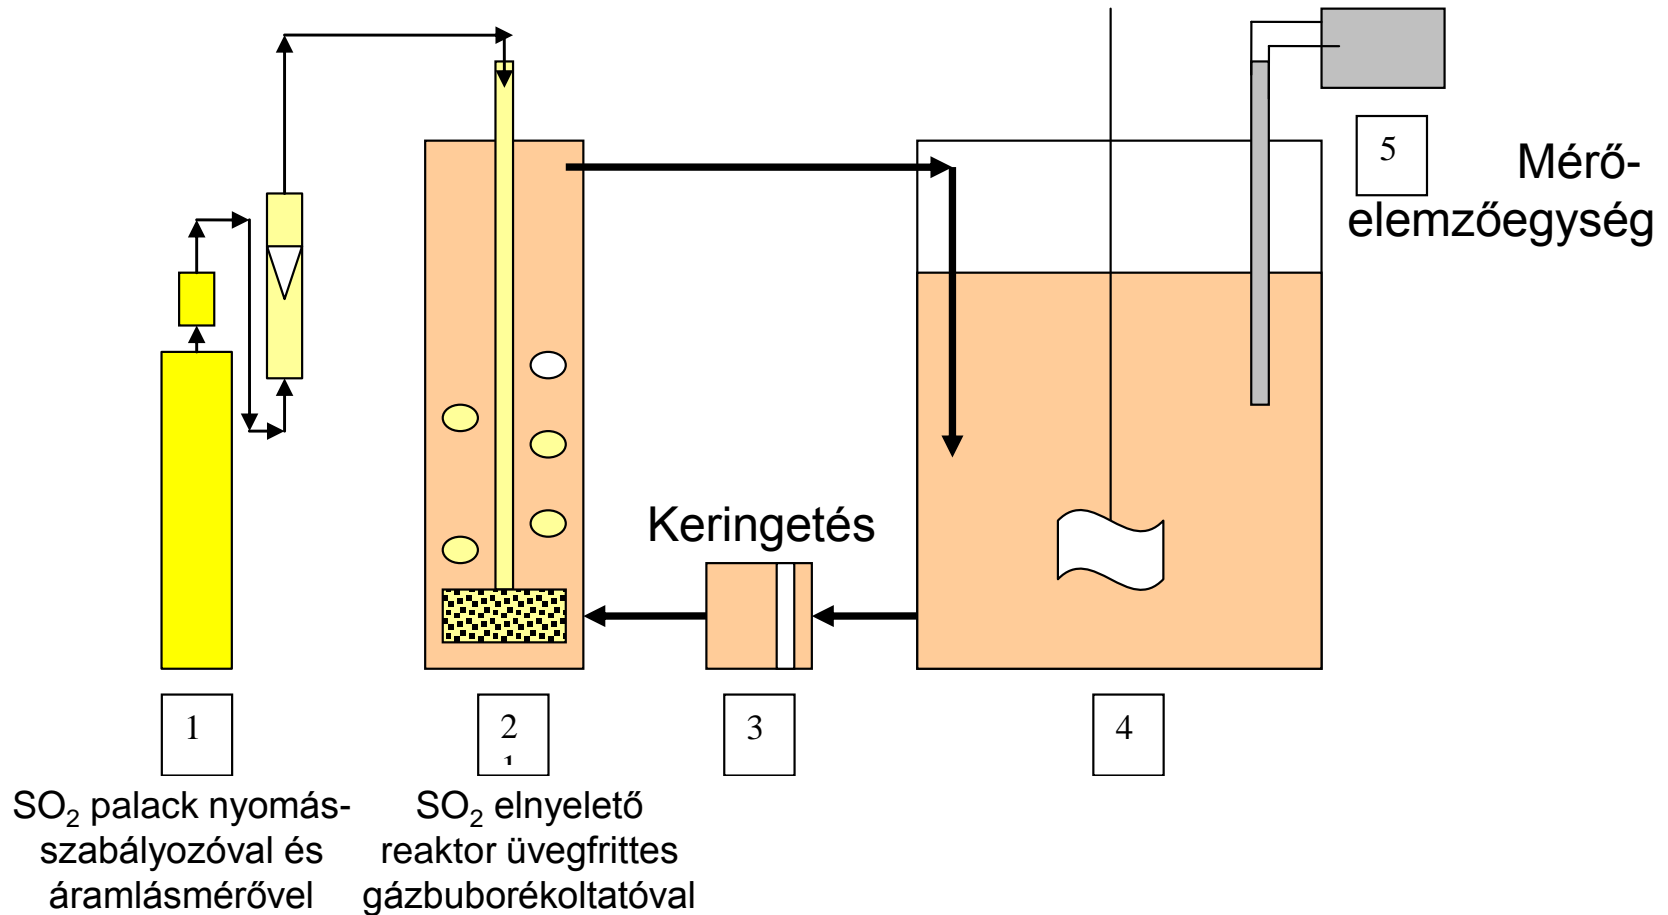 5
Mérő-
elemzőegység
Keringetés
1
2
3
4
SO₂ palack nyomás-
szabályozóval és
áramlásmérővel
SO₂ elnyelető
reaktor üvegfrittes
gázbuborékoltatóval